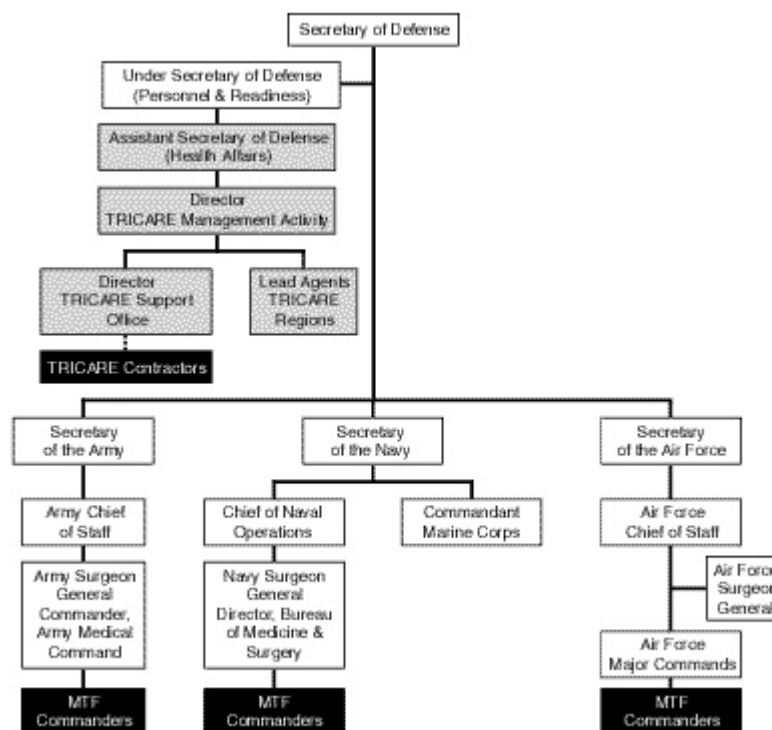 Secretary of Defense
Under Secretary of Defense
(Personnel & Readiness)
Assistant Secretary of Defense
(Health Affairs)
Director
TRICARE Management Activity
Director
TRICARE Support
Office
Lead Agents
TRICARE
Regions
TRICARE Contractors
Secretary
of the Army
Secretary
of the Navy
Secretary
of the Air Force
Army Chief
of Staff
Chief of Naval
Operations
Commandant
Marine Corps
Air Force
Chief of Staff
Army Surgeon
General
Commander,
Army Medical
Command
Navy Surgeon
General
Director, Bureau
of Medicine &
Surgery
Air Force
Surgeon
General
Air Force
Major Commands
MTF
Commanders
MTF
Commanders
MTF
Commanders